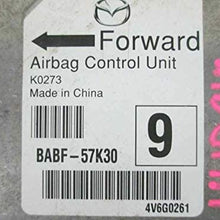 Forward
Airbag Control Unit
K0273
Made in China
9
BABF-57K30
4V6G0261